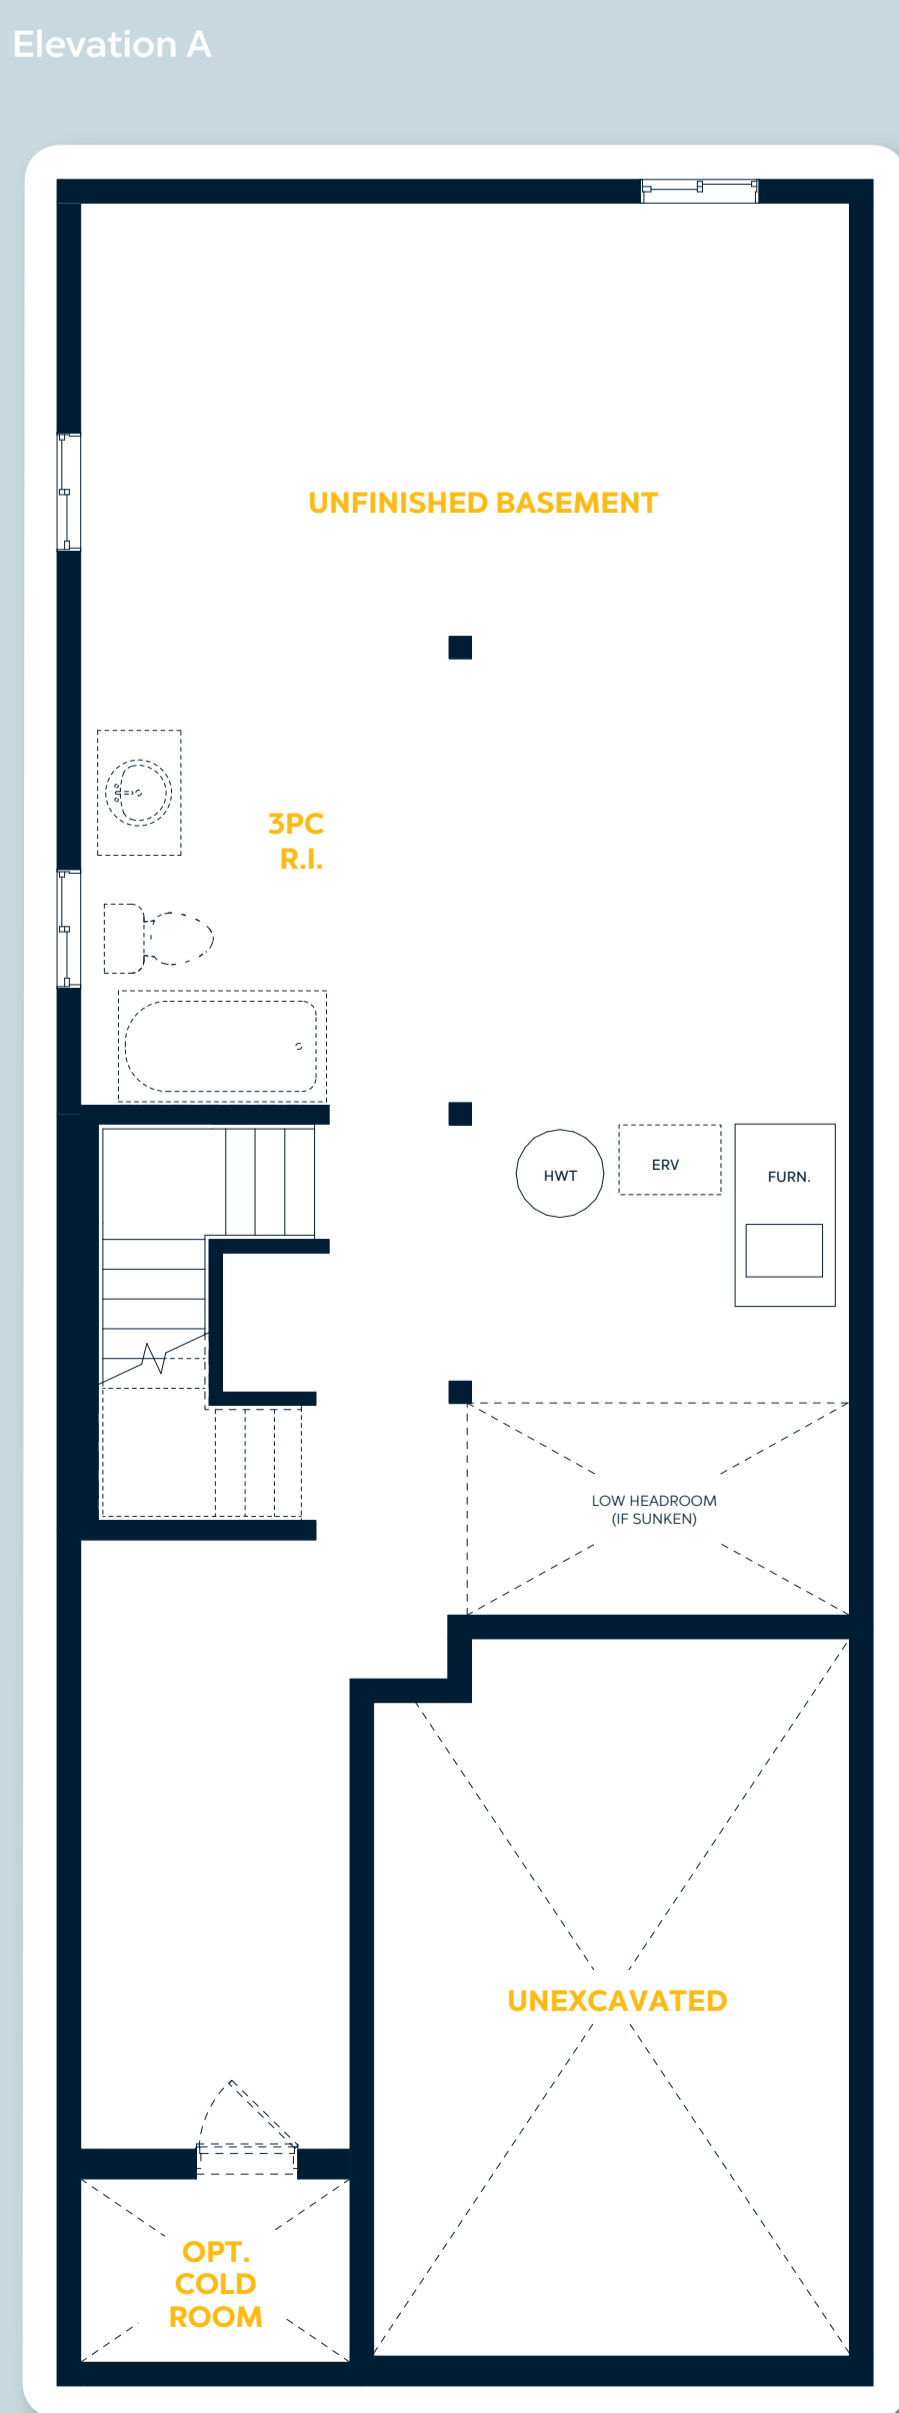 Elevation A
UNFINISHED BASEMENT
3PC
R.I.
HWT
ERV
FURN.
LOW HEADROOM
(IF SUNKEN)
UNEXCAVATED
OPT.
COLD
ROOM